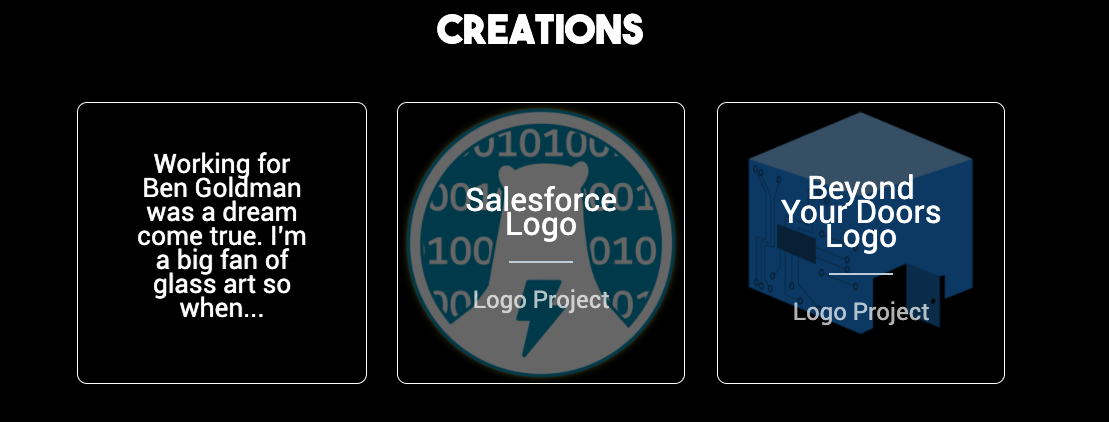 CREATIONS
Working for
Ben Goldman
was a dream
come true. I'm
a big fan of
glass art so
when...
Salesforce
Logo
Logo Project
Beyond
Your Doors
Logo
Logo Project